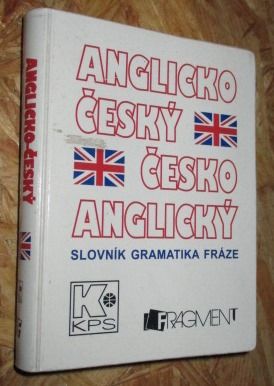 ANGLICKO-ČESKÝ
ANGLICKO
ČESKÝ
ČESKO
ANGLICKÝ
SLOVNÍK GRAMATIKA FRÁZE
K
KPS
FRAGMENT